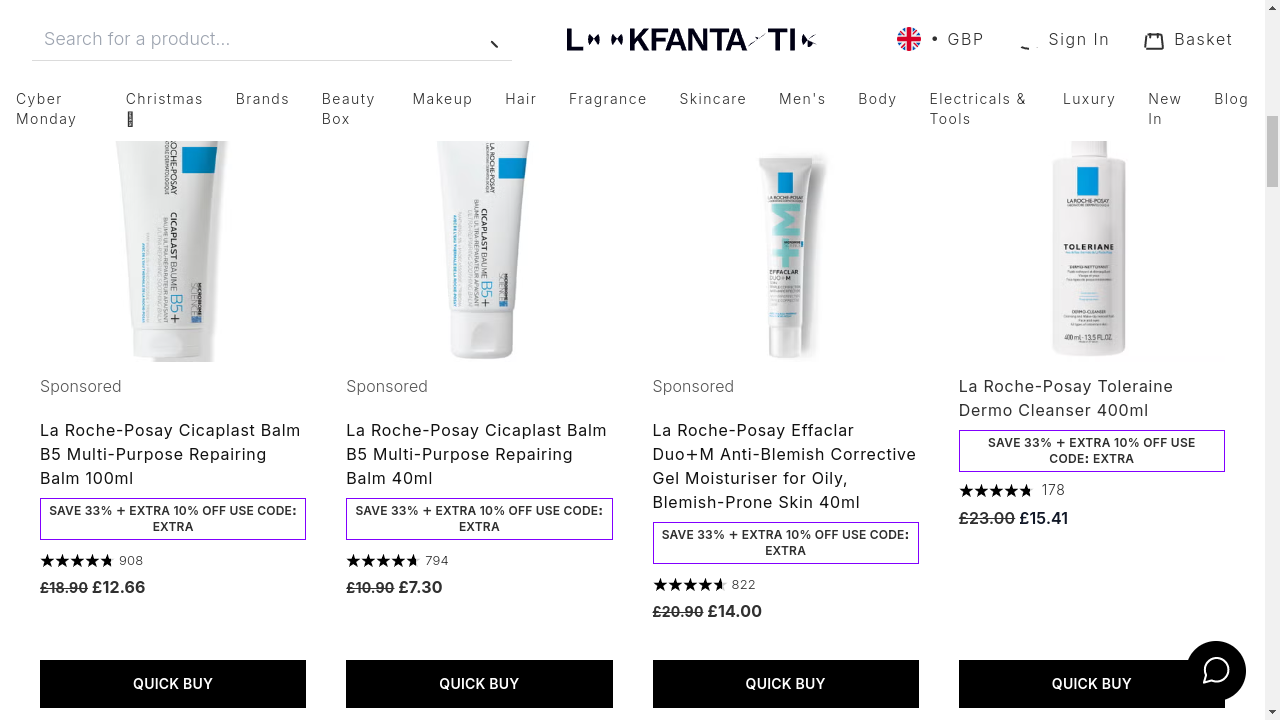 Search for a product...
• GBP
Sign In
Basket
Cyber Monday
Christmas
Brands
Beauty Box
Makeup
Hair
Fragrance
Skincare
Men's
Body
Electricals & Tools
Luxury
New In
Blog
CICAPLAST BAUME B5+
CICAPLAST BAUME B5+
LA ROCHE-POSAY
+M
EFFACLAR
DUO+M
LA ROCHE-POSAY
TOLERIANE
DERMO-CLEANSER
400 ml - 13.5 FL.OZ.
Sponsored
La Roche-Posay Cicaplast Balm
B5 Multi-Purpose Repairing
Balm 100ml
SAVE 33% + EXTRA 10% OFF USE CODE:
EXTRA
908
£18.90 £12.66
QUICK BUY
Sponsored
La Roche-Posay Cicaplast Balm
B5 Multi-Purpose Repairing
Balm 40ml
SAVE 33% + EXTRA 10% OFF USE CODE:
EXTRA
794
£10.90 £7.30
QUICK BUY
Sponsored
La Roche-Posay Effaclar
Duo+M Anti-Blemish Corrective
Gel Moisturiser for Oily,
Blemish-Prone Skin 40ml
SAVE 33% + EXTRA 10% OFF USE CODE:
EXTRA
822
£20.90 £14.00
QUICK BUY
La Roche-Posay Toleraine
Dermo Cleanser 400ml
SAVE 33% + EXTRA 10% OFF USE
CODE: EXTRA
178
£23.00 £15.41
QUICK BUY